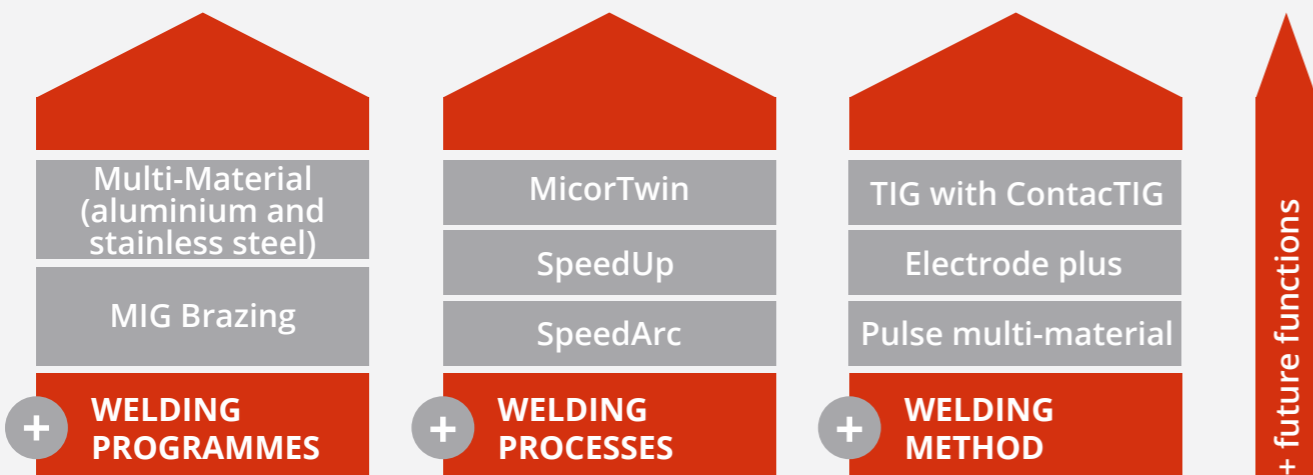 Multi-Material
(aluminium and
stainless steel)
MIG Brazing
+ WELDING
PROGRAMMES
MicorTwin
SpeedUp
SpeedArc
+ WELDING
PROCESSES
TIG with ContacTIG
Electrode plus
Pulse multi-material
+ WELDING
METHOD
+ future functions